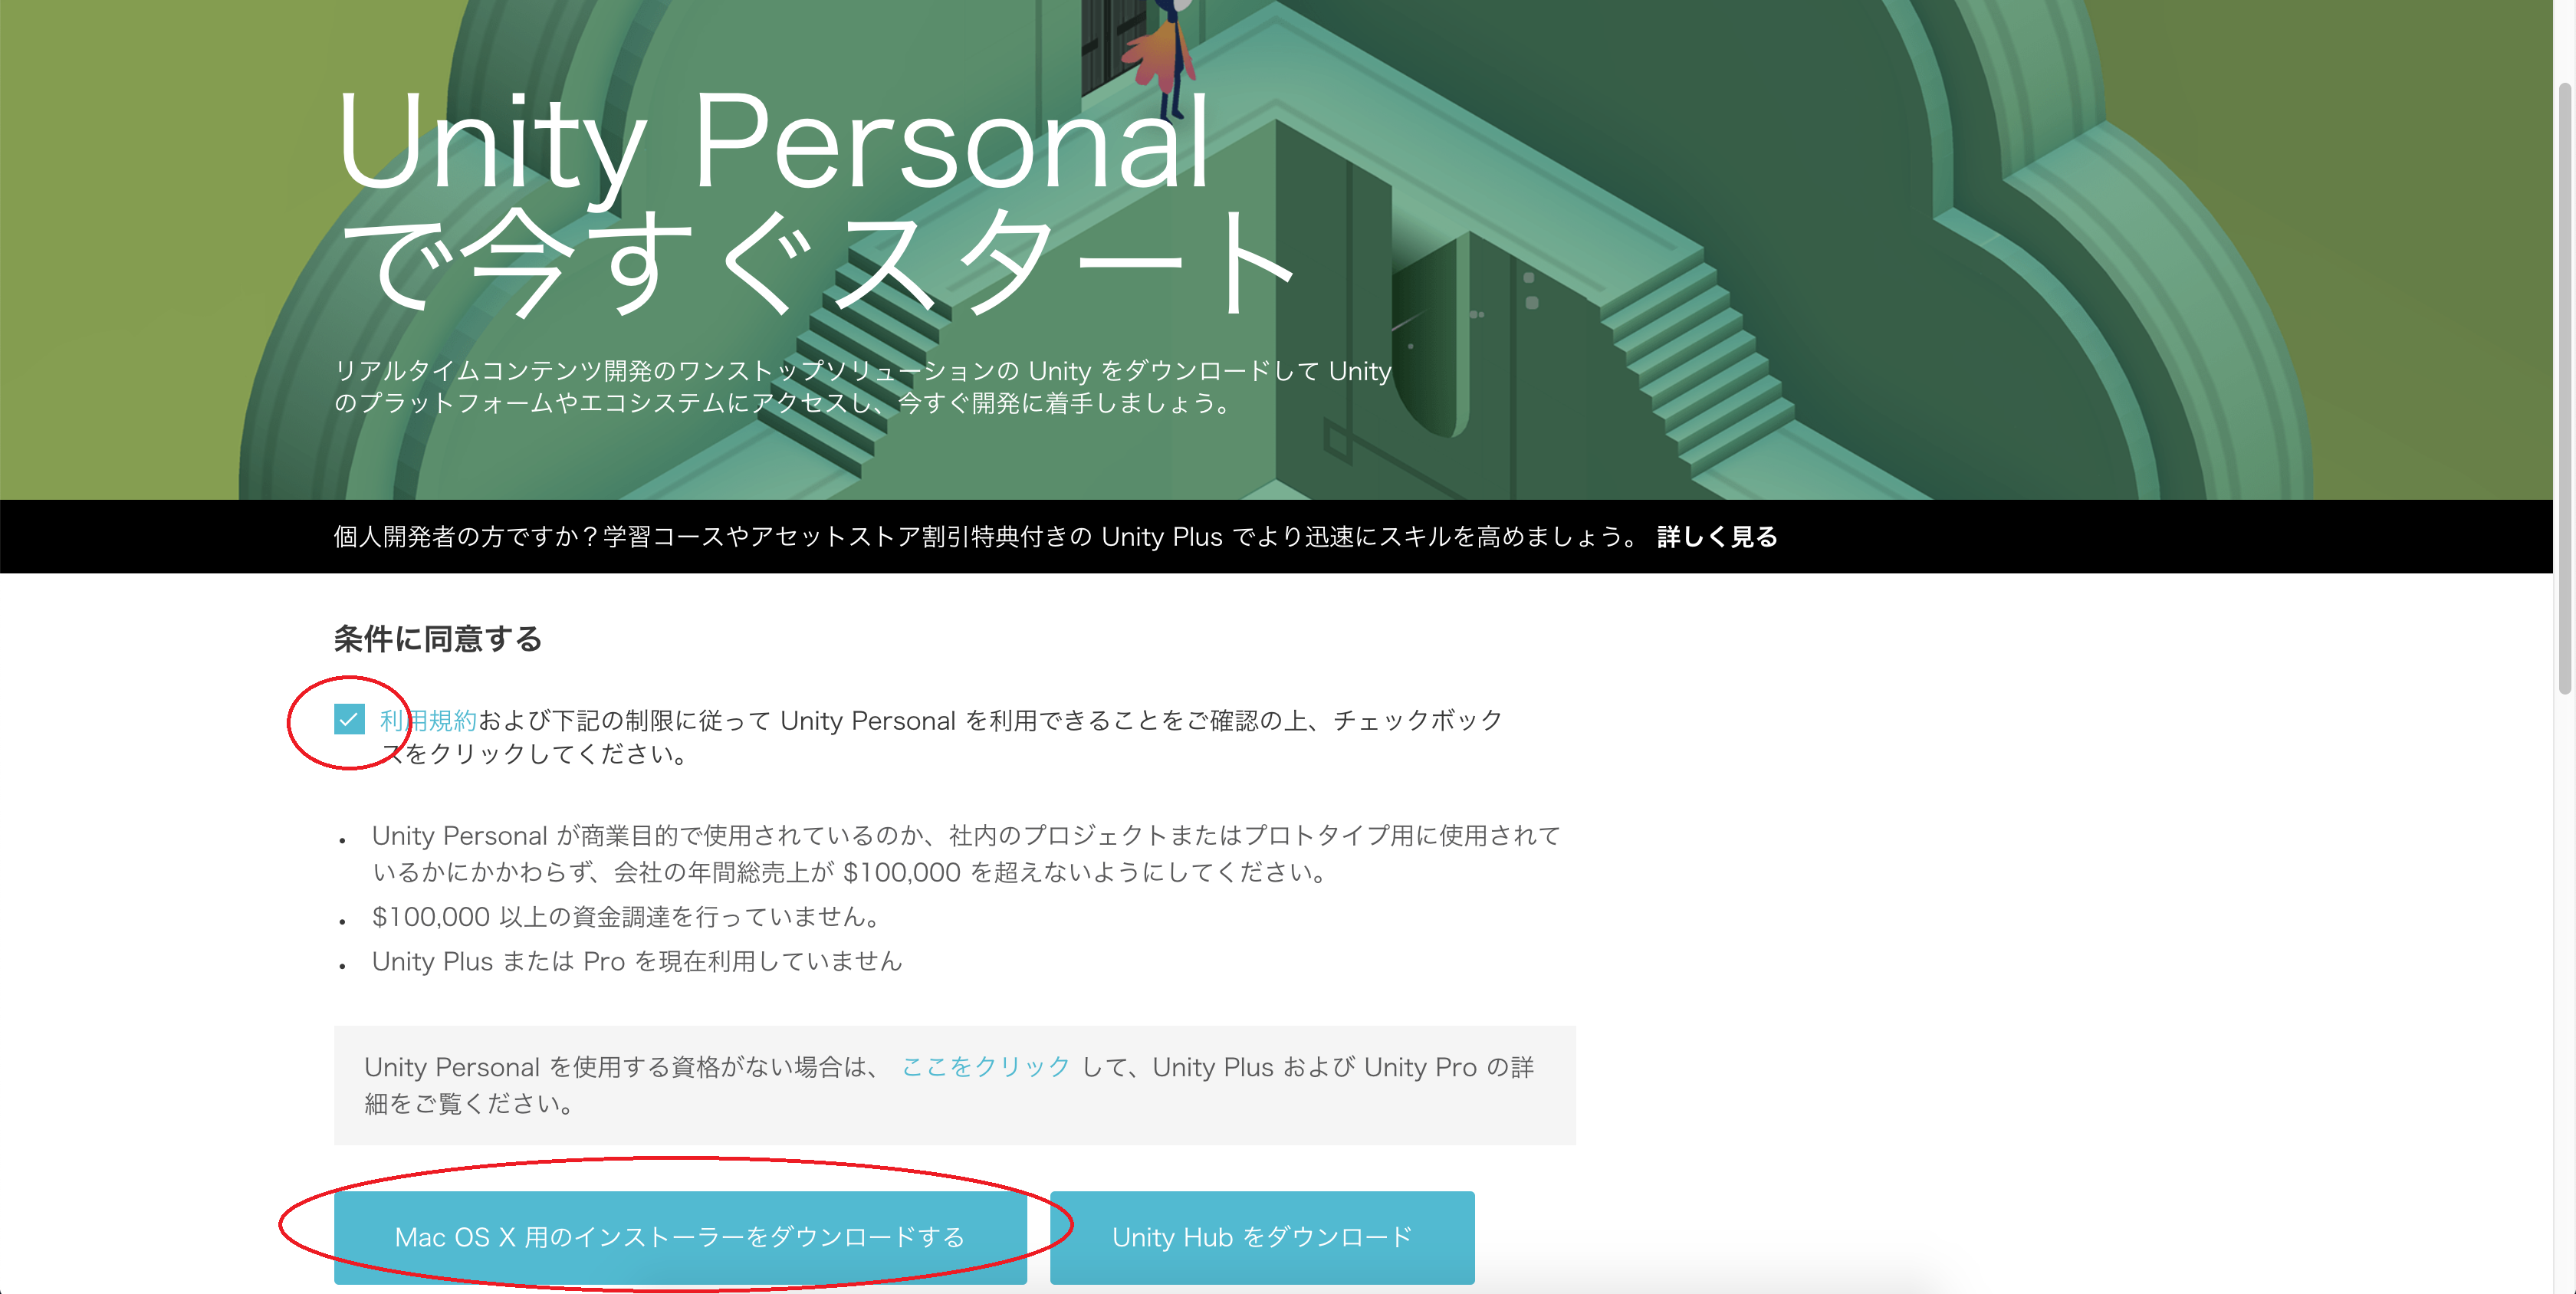 Unity Personal
で今すぐスタート
リアルタイムコンテンツ開発のワンストップソリューションの Unity をダウンロードして Unity
のプラットフォームやエコシステムにアクセスし、今すぐ開発に着手しましょう。
個人開発者の方ですか？学習コースやアセットストア割引特典付きの Unity Plus でより迅速にスキルを高めましょう。 詳しく見る
条件に同意する
利用規約および下記の制限に従って Unity Personal を利用できることをご確認の上、チェックボック
スをクリックしてください。
• Unity Personal が商業目的で使用されているのか、社内のプロジェクトまたはプロトタイプ用に使用されて
いるかにかかわらず、会社の年間総売上が $100,000 を超えないようにしてください。
• $100,000 以上の資金調達を行っていません。
• Unity Plus または Pro を現在利用していません
Unity Personal を使用する資格がない場合は、 ここをクリック して、Unity Plus および Unity Pro の詳
細をご覧ください。
Mac OS X 用のインストーラーをダウンロードする
Unity Hub をダウンロード